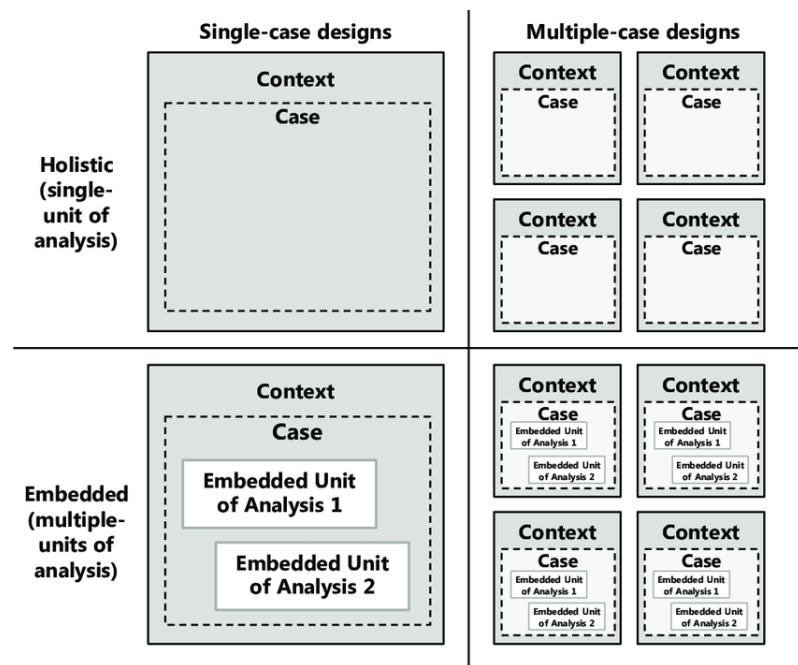 Single-case designs
Multiple-case designs
Holistic
(single-
unit of
analysis)
Context
Case
Context
Case
Context
Case
Context
Case
Context
Case
Embedded
(multiple-
units of
analysis)
Context
Case
Embedded Unit
of Analysis 1
Embedded Unit
of Analysis 2
Context
Case
Embedded Unit
of Analysis 1
Embedded Unit
of Analysis 2
Context
Case
Embedded Unit
of Analysis 1
Embedded Unit
of Analysis 2
Context
Case
Embedded Unit
of Analysis 1
Embedded Unit
of Analysis 2
Context
Case
Embedded Unit
of Analysis 1
Embedded Unit
of Analysis 2